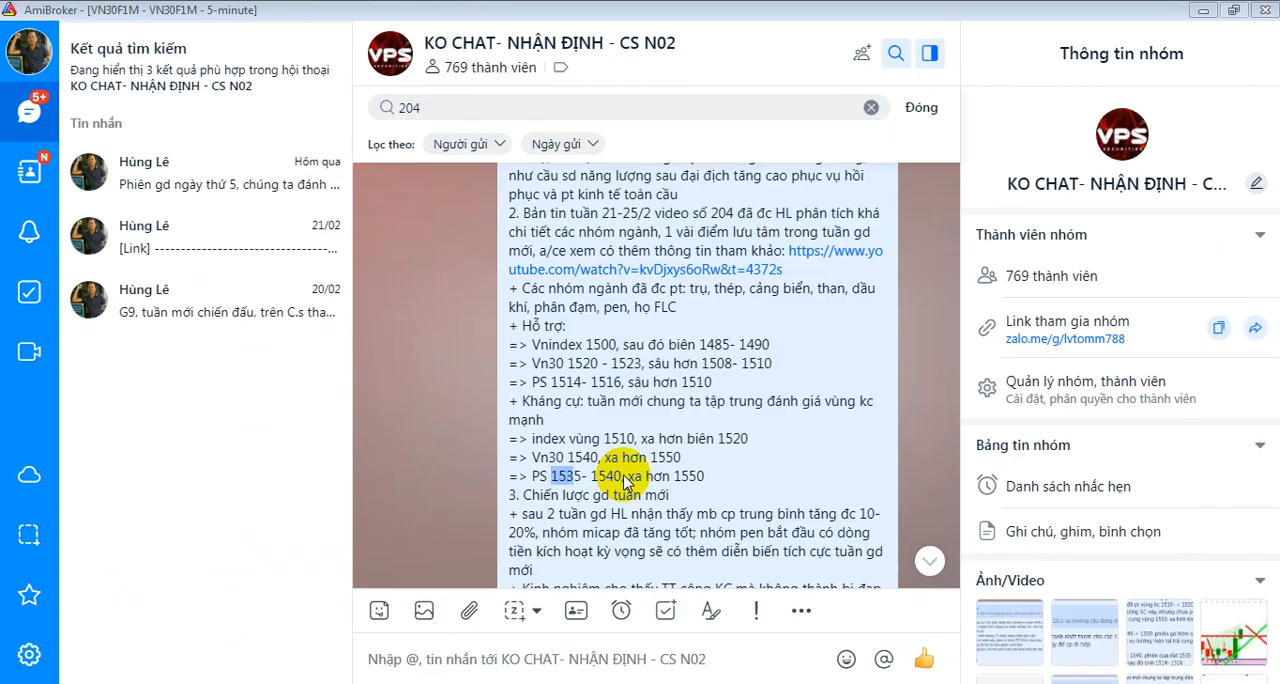 AmiBroker - [VN30F1M - VN30F1M - 5-minute]
Kết quả tìm kiếm
Đang hiển thị 3 kết quả phù hợp trong hội thoại
KO CHAT- NHẬN ĐỊNH - CS N02
Tin nhắn
Hùng Lê
Hôm qua
Phiên gd ngày thứ 5, chúng ta đánh ...
Hùng Lê
21/02
[Link] ---------------------------------...
Hùng Lê
20/02
G9, tuần mới chiến đấu, trên C.s tha...
5+
N
VPS
SECURITIES
KO CHAT- NHẬN ĐỊNH - CS N02
769 thành viên
204
Đóng
Lọc theo:
Người gửi
Ngày gửi
như cầu sd năng lượng sau đại địch tăng cao phục vụ hồi
phục và pt kinh tế toàn cầu
2. Bản tin tuần 21-25/2 video số 204 đã đc HL phân tích khá
chi tiết các nhóm ngành, 1 vài điểm lưu tâm trong tuần gd
mới, a/ce xem có thêm thông tin tham khảo: https://www.yo
utube.com/watch?v=kvDjxys6oRw&t=4372s
+ Các nhóm ngành đã đc pt: trụ, thép, cảng biển, than, dầu
khí, phân đạm, pen, họ FLC
+ Hỗ trợ:
=> Vnindex 1500, sau đó biên 1485- 1490
=> Vn30 1520 - 1523, sâu hơn 1508- 1510
=> PS 1514- 1516, sâu hơn 1510
+ Kháng cự: tuần mới chung ta tập trung đánh giá vùng kc
mạnh
=> index vùng 1510, xa hơn biên 1520
=> Vn30 1540, xa hơn 1550
=> PS 1535- 1540, xa hơn 1550
3. Chiến lược gd tuần mới
+ sau 2 tuần gd HL nhận thấy mb cp trung bình tăng đc 10-
20%, nhóm micap đã tăng tốt; nhóm pen bắt đầu có dòng
tiền kích hoạt kỳ vọng sẽ có thêm diễn biến tích cực tuần gd
mới
Nhập @, tin nhắn tới KO CHAT- NHẬN ĐỊNH - CS N02
Thông tin nhóm
VPS
SECURITIES
KO CHAT- NHẬN ĐỊNH - C...
Thành viên nhóm
769 thành viên
Link tham gia nhóm
zalo.me/g/lvtomm788
Quản lý nhóm, thành viên
Cài đặt, phân quyền cho thành viên
Bảng tin nhóm
Danh sách nhắc hẹn
Ghi chú, ghim, bình chọn
Ảnh/Video